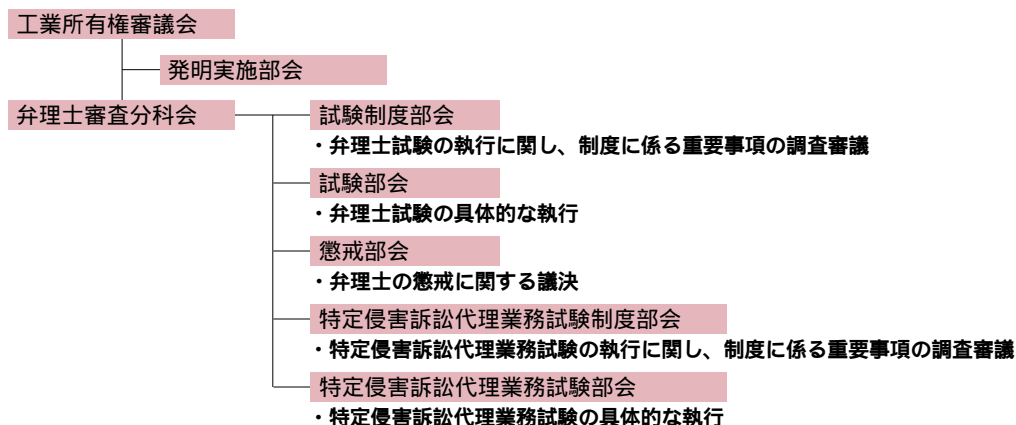 工業所有権審議会
発明実施部会
弁理士審査分科会
試験制度部会
・弁理士試験の執行に関し、制度に係る重要事項の調査審議
試験部会
・弁理士試験の具体的な執行
懲戒部会
・弁理士の懲戒に関する議決
特定侵害訴訟代理業務試験制度部会
・特定侵害訴訟代理業務試験の執行に関し、制度に係る重要事項の調査審議
特定侵害訴訟代理業務試験部会
・特定侵害訴訟代理業務試験の具体的な執行